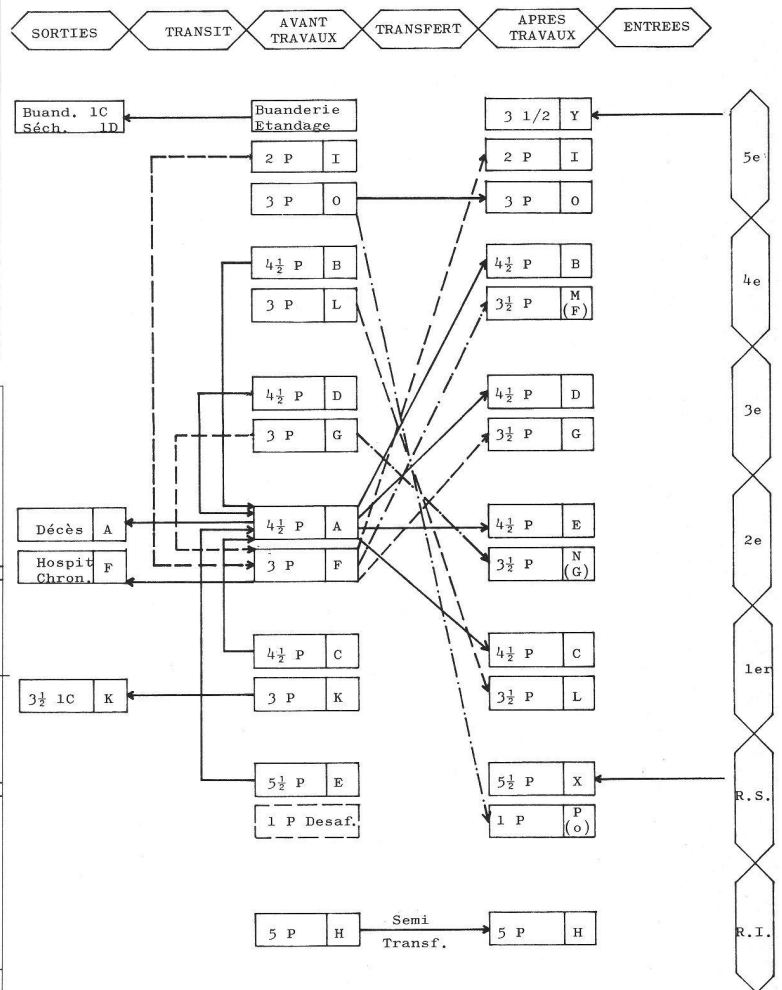 SORTIES
TRANSIT
AVANT
TRAVAUX
TRANSFERT
APRES
TRAVAUX
ENTREES
Buand. 1C
Séch. 1D
Buanderie
Etandage
3 1/2 Y
5e
2 P I
2 P I
3 P O
3 P O
4½ P B
4½ P B
4e
3 P L
3½ P M
(F)
4½ P D
4½ P D
3e
3 P G
3½ P G
Décès A
4½ P A
4½ P E
2e
Hospit
Chron. F
3 P F
3½ P N
(G)
4½ P C
4½ P C
1er
3½ 1C K
3 P K
3½ P L
5½ P E
5½ P X
R.S.
1 P Desaf.
1 P P
(o)
5 P H
Semi
Transf.
5 P H
R.I.